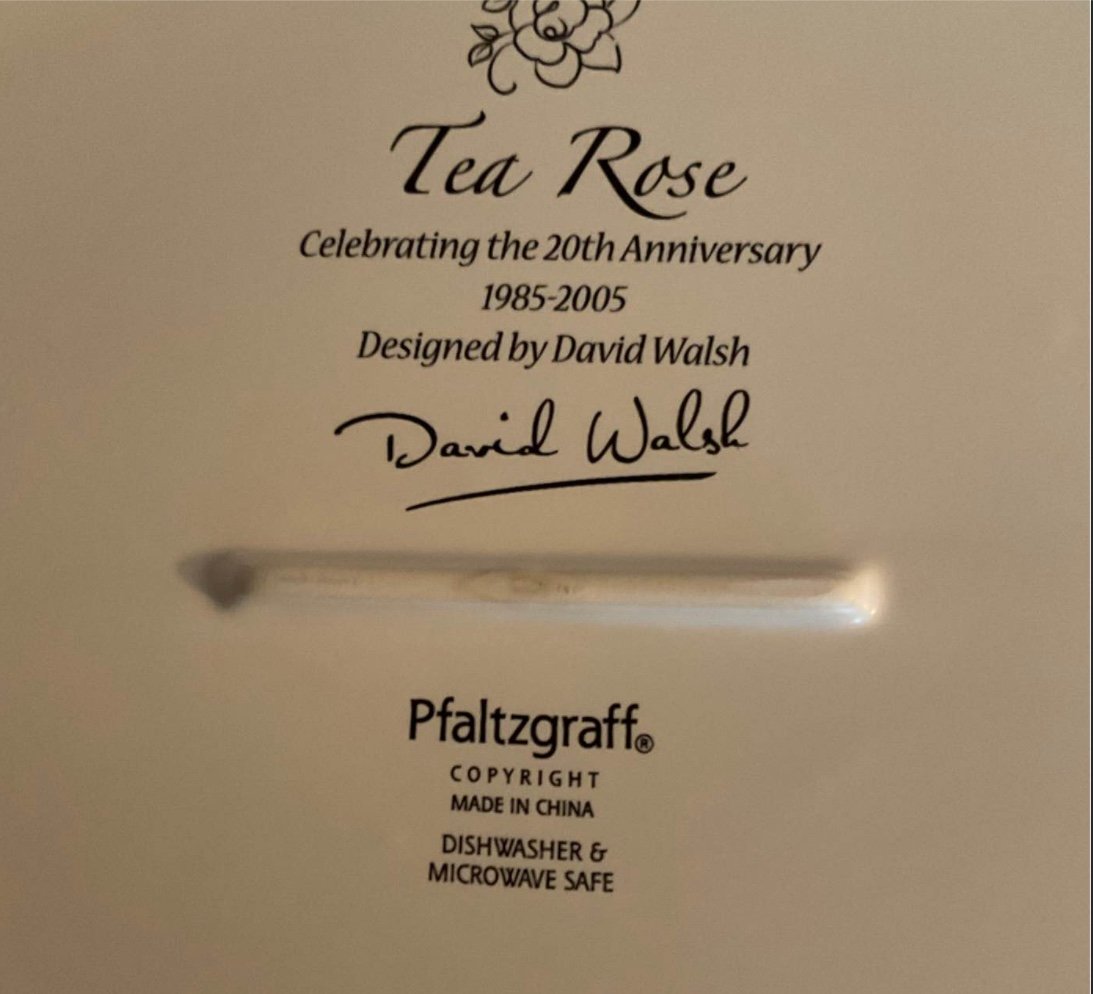 Tea Rose
Celebrating the 20th Anniversary
1985-2005
Designed by David Walsh
David Walsh
Pfaltzgraff®
COPYRIGHT
MADE IN CHINA
DISHWASHER &
MICROWAVE SAFE